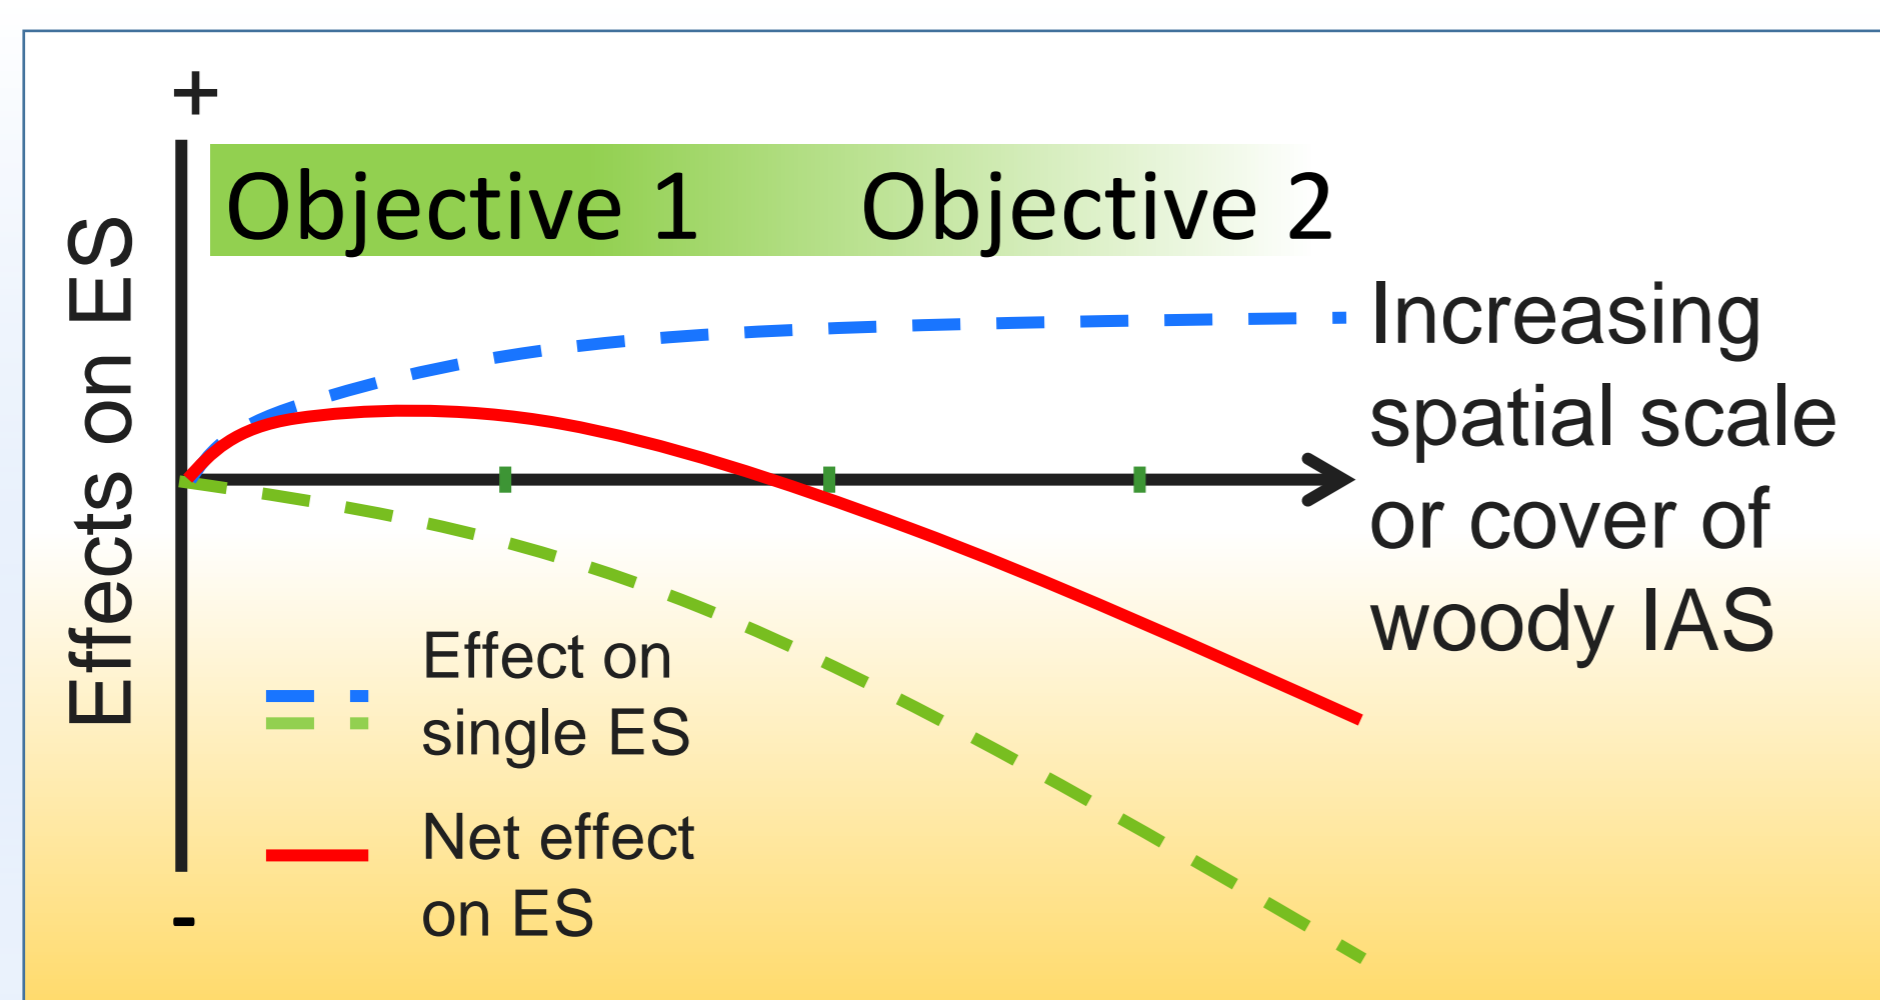 +
Objective 1 Objective 2
Effects on ES
Increasing
spatial scale
or cover of
woody IAS
Effect on
single ES
Net effect
on ES
-